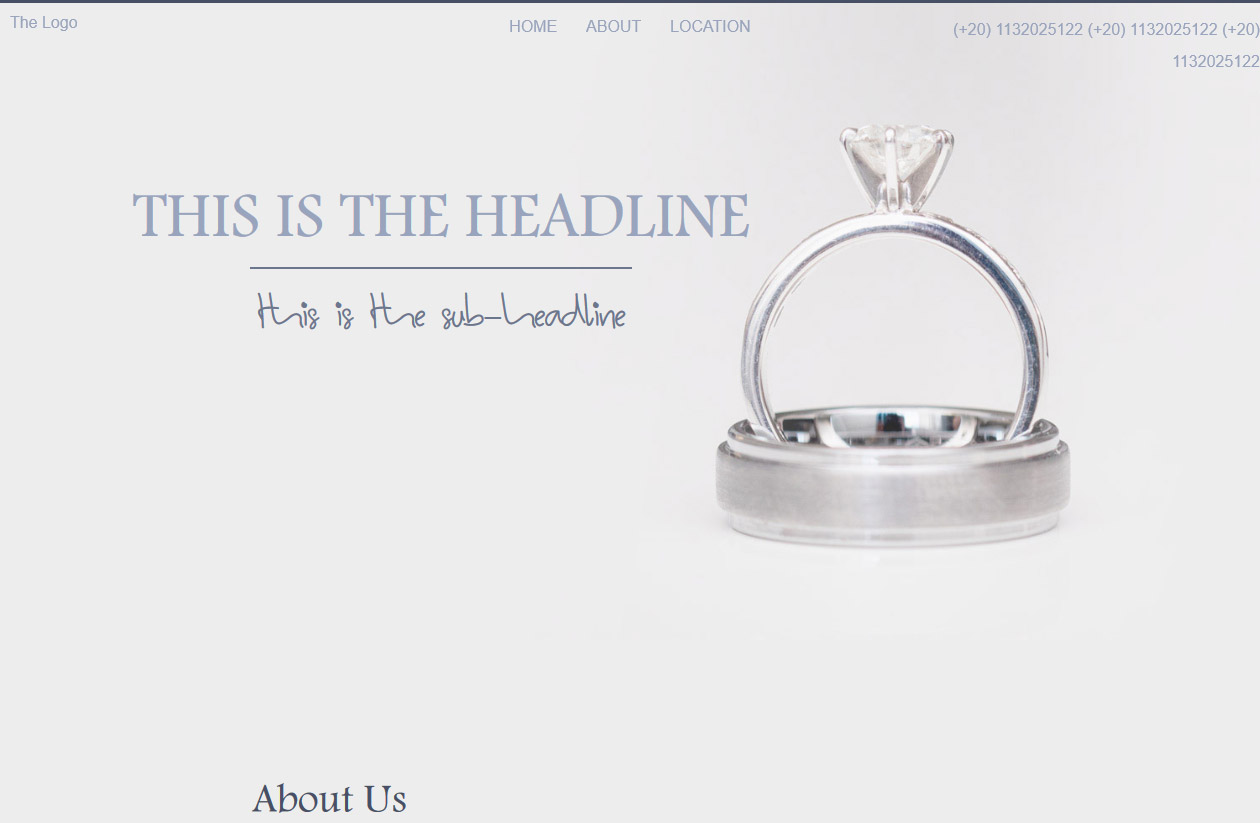 The Logo
HOME ABOUT LOCATION
(+20) 1132025122 (+20) 1132025122 (+20)
1132025122
THIS IS THE HEADLINE
this is the sub-headline
About Us